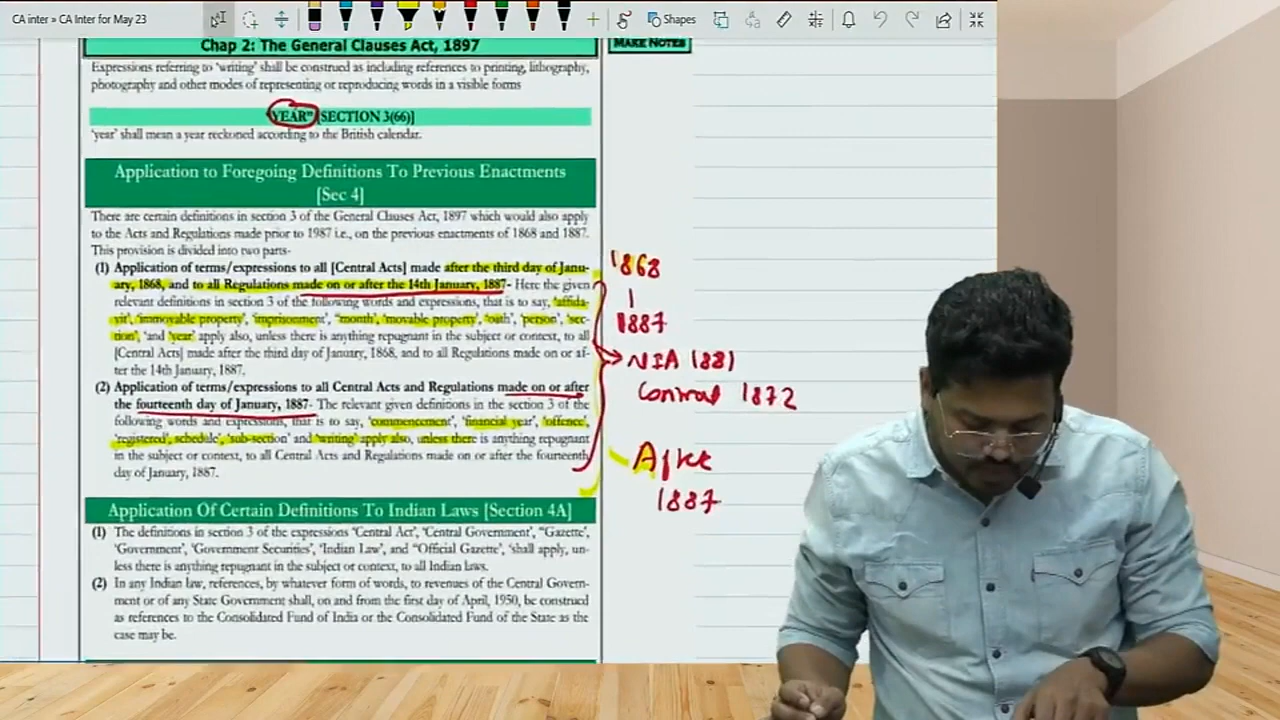 CA inter » CA Inter for May 23
Shapes
Chap 2: The General Clauses Act, 1897
MAKE NOTES
Expressions referring to 'writing' shall be construed as including references to printing, lithography,
photography and other modes of representing or reproducing words in a visible forms
YEAR" [SECTION 3(66)]
'year' shall mean a year reckoned according to the British calendar.
Application to Foregoing Definitions To Previous Enactments
[Sec 4]
There are certain definitions in section 3 of the General Clauses Act, 1897 which would also apply
to the Acts and Regulations made prior to 1987 i.e., on the previous enactments of 1868 and 1887.
This provision is divided into two parts-
(1) Application of terms/expressions to all [Central Acts] made after the third day of Janu-
ary, 1868, and to all Regulations made on or after the 14th January, 1887- Here the given
relevant definitions in section 3 of the following words and expressions, that is to say, 'affida-
vit', 'immovable property', 'imprisonment', "month', 'movable property', 'oath', 'person', 'sec-
tion', 'and 'year' apply also, unless there is anything repugnant in the subject or context, to all
[Central Acts] made after the third day of January, 1868, and to all Regulations made on or af-
ter the 14th January, 1887.
(2) Application of terms/expressions to all Central Acts and Regulations made on or after
the fourteenth day of January, 1887- The relevant given definitions in the section 3 of the
following words and expressions, that is to say, 'commencement', 'financial year', 'offence',
'registered', schedule', 'sub-section' and 'writing' apply also, unless there is anything repugnant
in the subject or context, to all Central Acts and Regulations made on or after the fourteenth
day of January, 1887.
1868
1887
NIA 1881
Contract 1872
After
1887
Application Of Certain Definitions To Indian Laws [Section 4A]
(1) The definitions in section 3 of the expressions 'Central Act', 'Central Government', "Gazette',
'Government', 'Government Securities', 'Indian Law', and "Official Gazette', 'shall apply, un-
less there is anything repugnant in the subject or context, to all Indian laws.
(2) In any Indian law, references, by whatever form of words, to revenues of the Central Govern-
ment or of any State Government shall, on and from the first day of April, 1950, be construed
as references to the Consolidated Fund of India or the Consolidated Fund of the State as the
case may be.